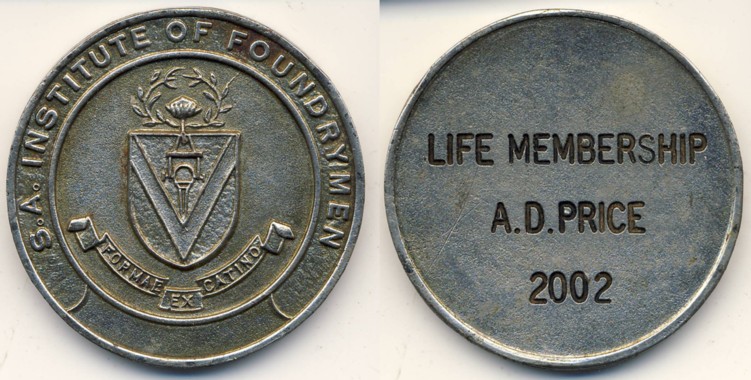 S.A. INSTITUTE OF FOUNDRYMEN
FORMAE EX CATINO
LIFE MEMBERSHIP
A.D.PRICE
2002